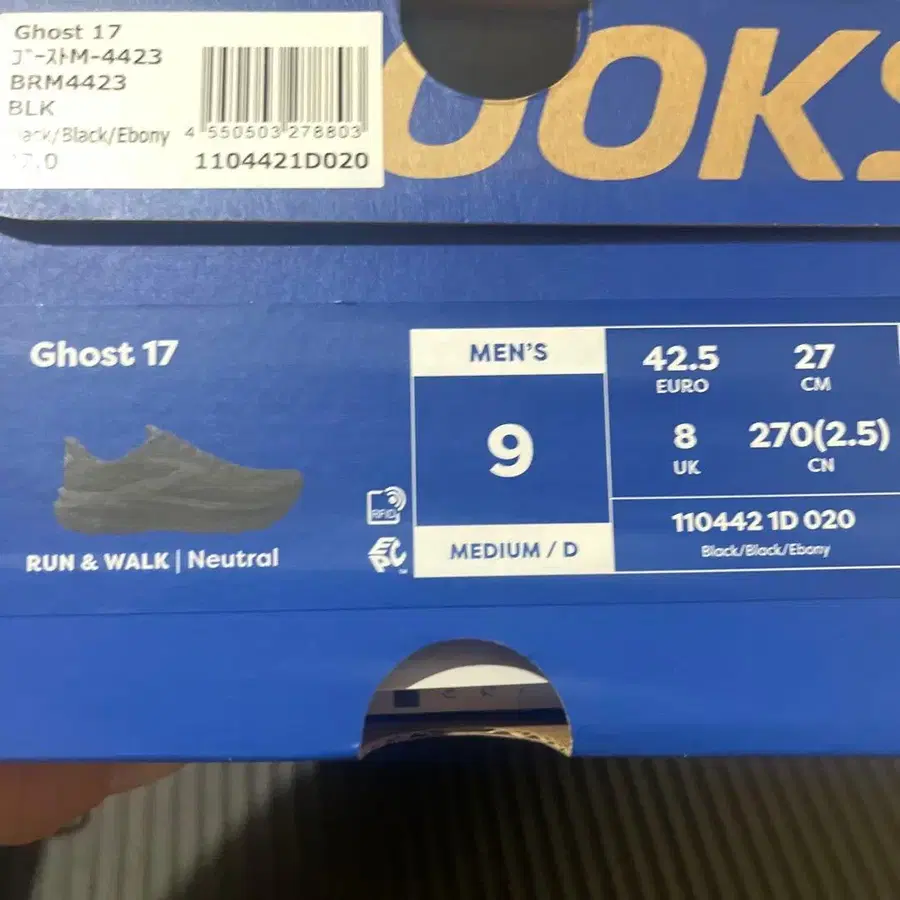 Ghost 17
ｺﾞｰｽﾄM-4423
BRM4423
BLK
/Black/Ebony
4 550503 278803
1104421D020
OOKS
Ghost 17
MEN'S
9
MEDIUM / D
42.5
EURO
27
CM
8
UK
270(2.5)
CN
110442 1D 020
Black/Black/Ebony
RFID
RUN & WALK | Neutral